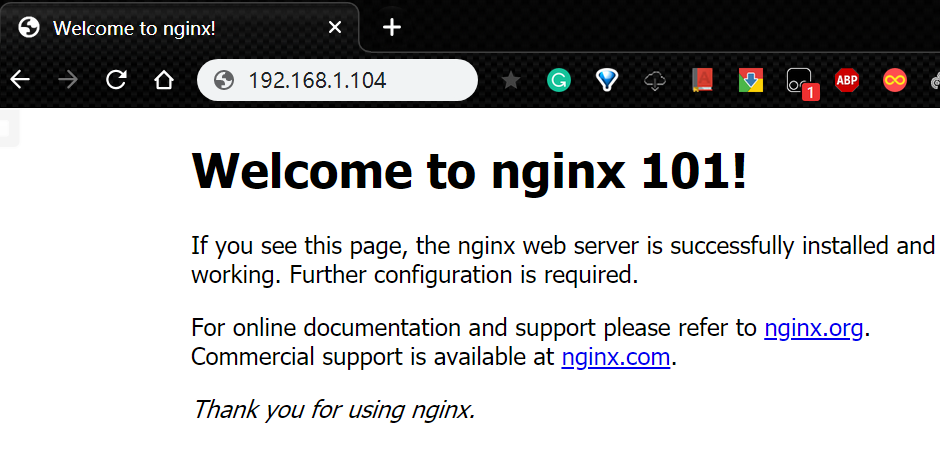 Welcome to nginx!
192.168.1.104
A
1
ABP
Welcome to nginx 101!
If you see this page, the nginx web server is successfully installed and
working. Further configuration is required.
For online documentation and support please refer to nginx.org.
Commercial support is available at nginx.com.
Thank you for using nginx.